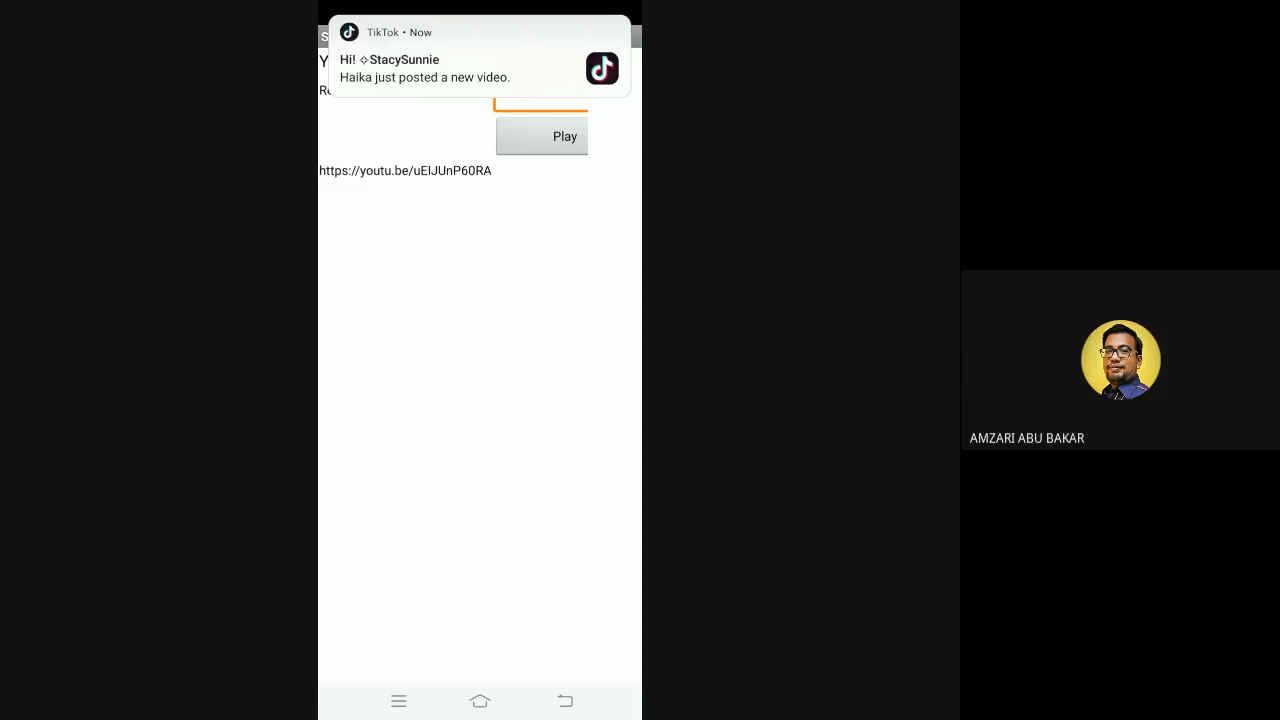 TikTok • Now
Hi! ✧StacySunnie
Haika just posted a new video.
Play
https://youtu.be/uEIJUnP60RA
AMZARI ABU BAKAR